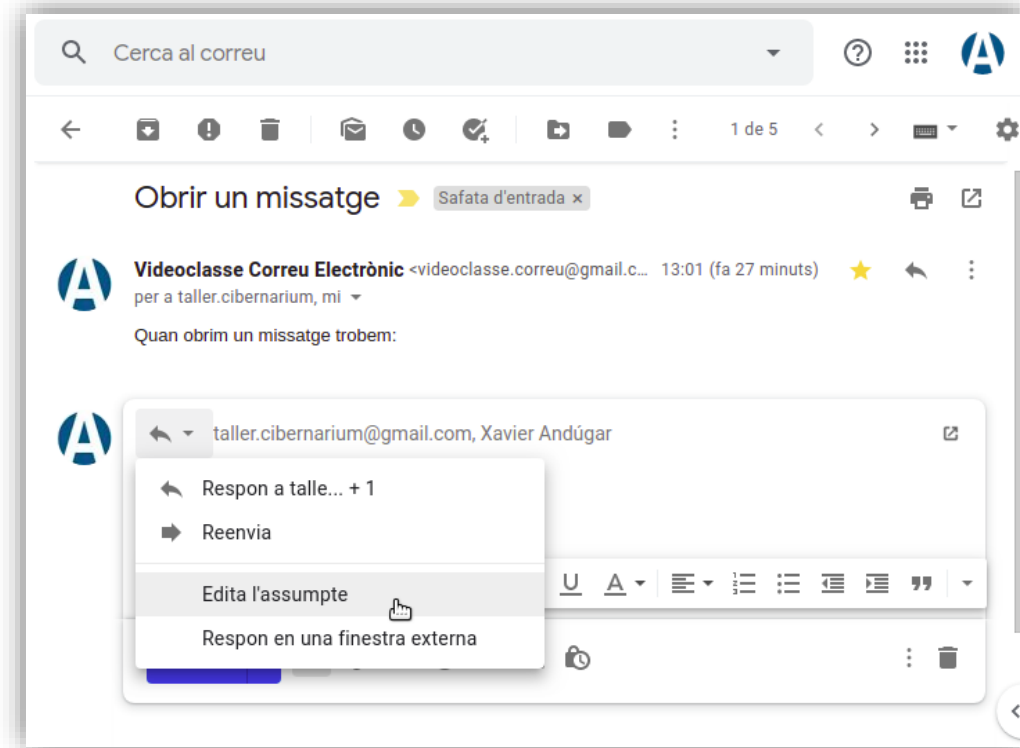 Cerca al correu
1 de 5
Obrir un missatge Safata d'entrada ×
Videoclasse Correu Electrònic <videoclasse.correu@gmail.c... 13:01 (fa 27 minuts)
per a taller.cibernarium, mi
Quan obrim un missatge trobem:
taller.cibernarium@gmail.com, Xavier Andúgar
Respon a talle... + 1
Reenvia
Edita l'assumpte
Respon en una finestra externa